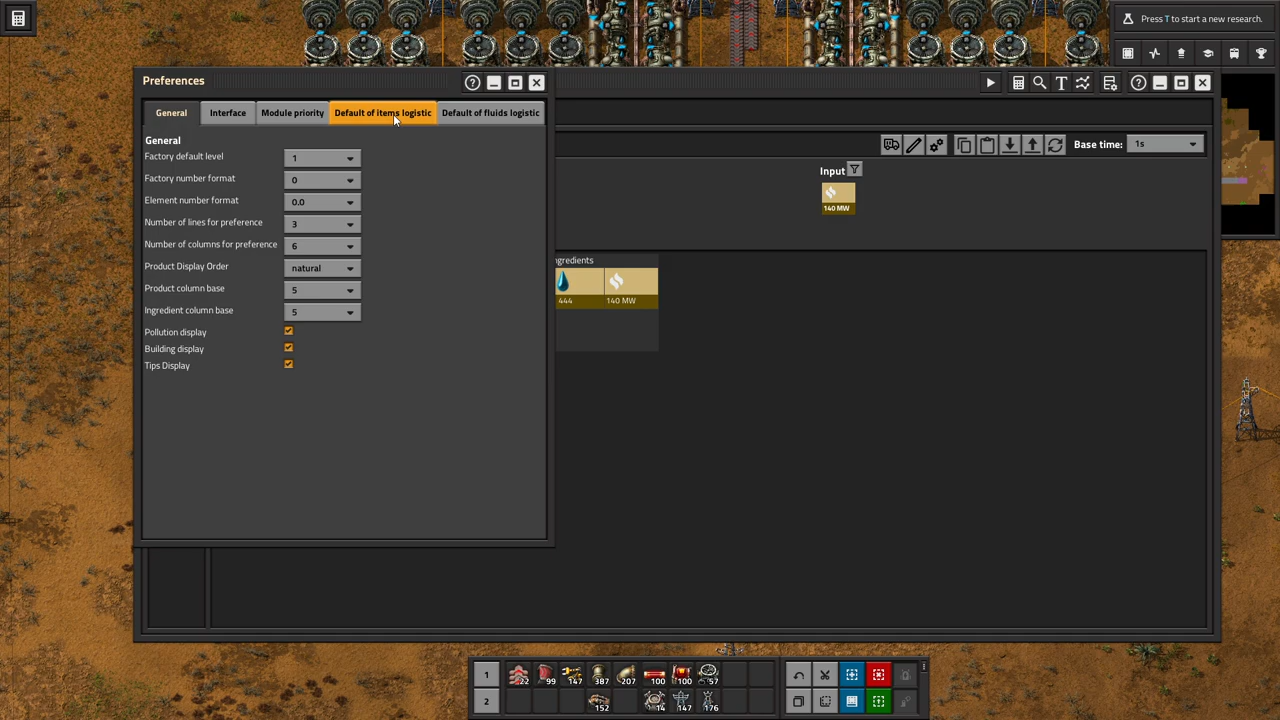 Press T to start a new research.
Preferences
General
Interface
Module priority
Default of items logistic
Default of fluids logistic
Base time:
1s
General
Factory default level
1
Factory number format
0
Element number format
0.0
Number of lines for preference
3
Number of columns for preference
6
Product Display Order
natural
Product column base
5
Ingredient column base
5
Pollution display
Building display
Tips Display
Input
140 MW
ngredients
444
140 MW
1
22
99
147
387
207
100
100
57
2
152
14
147
176